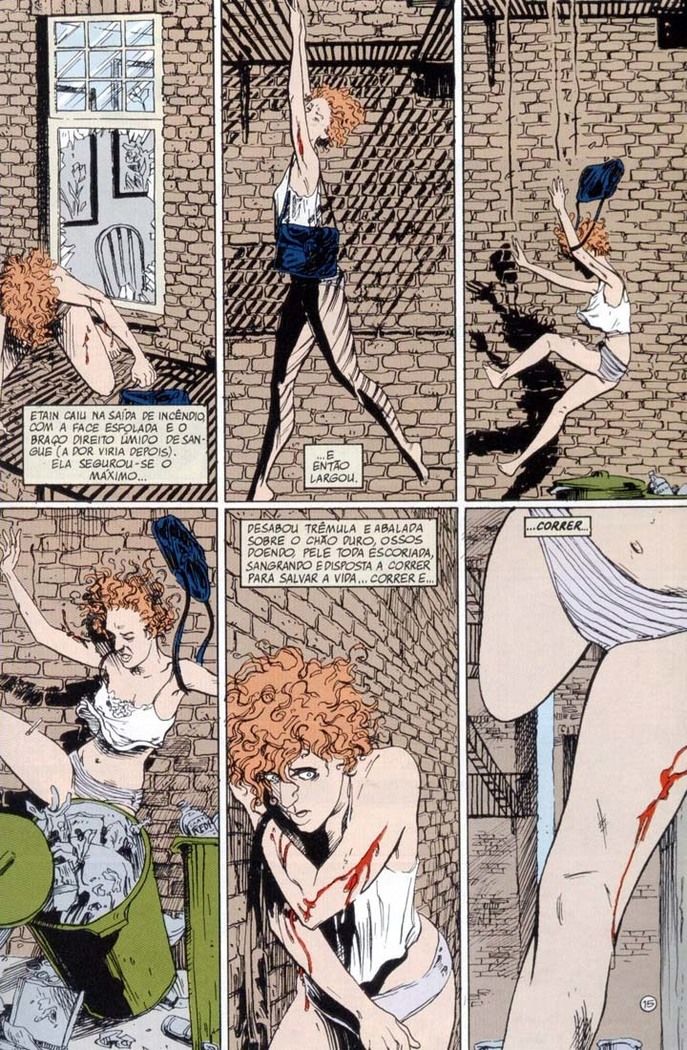 ETAIN CAIU NA SAÍDA DE INCÊNDIO,
COM A FACE ESFOLADA E O
BRAÇO DIREITO ÚMIDO DE SAN-
GUE (A DOR VIRIA DEPOIS).
ELA SEGUROU-SE O
MÁXIMO...
...E
ENTÃO
LARGOU.
DESABOU TRÊMULA E ABALADA
SOBRE O CHÃO DURO, OSSOS
DOENDO, PELE TODA ESCORIADA,
SANGRANDO E DISPOSTA A CORRER
PARA SALVAR A VIDA... CORRER E...
...CORRER...
15